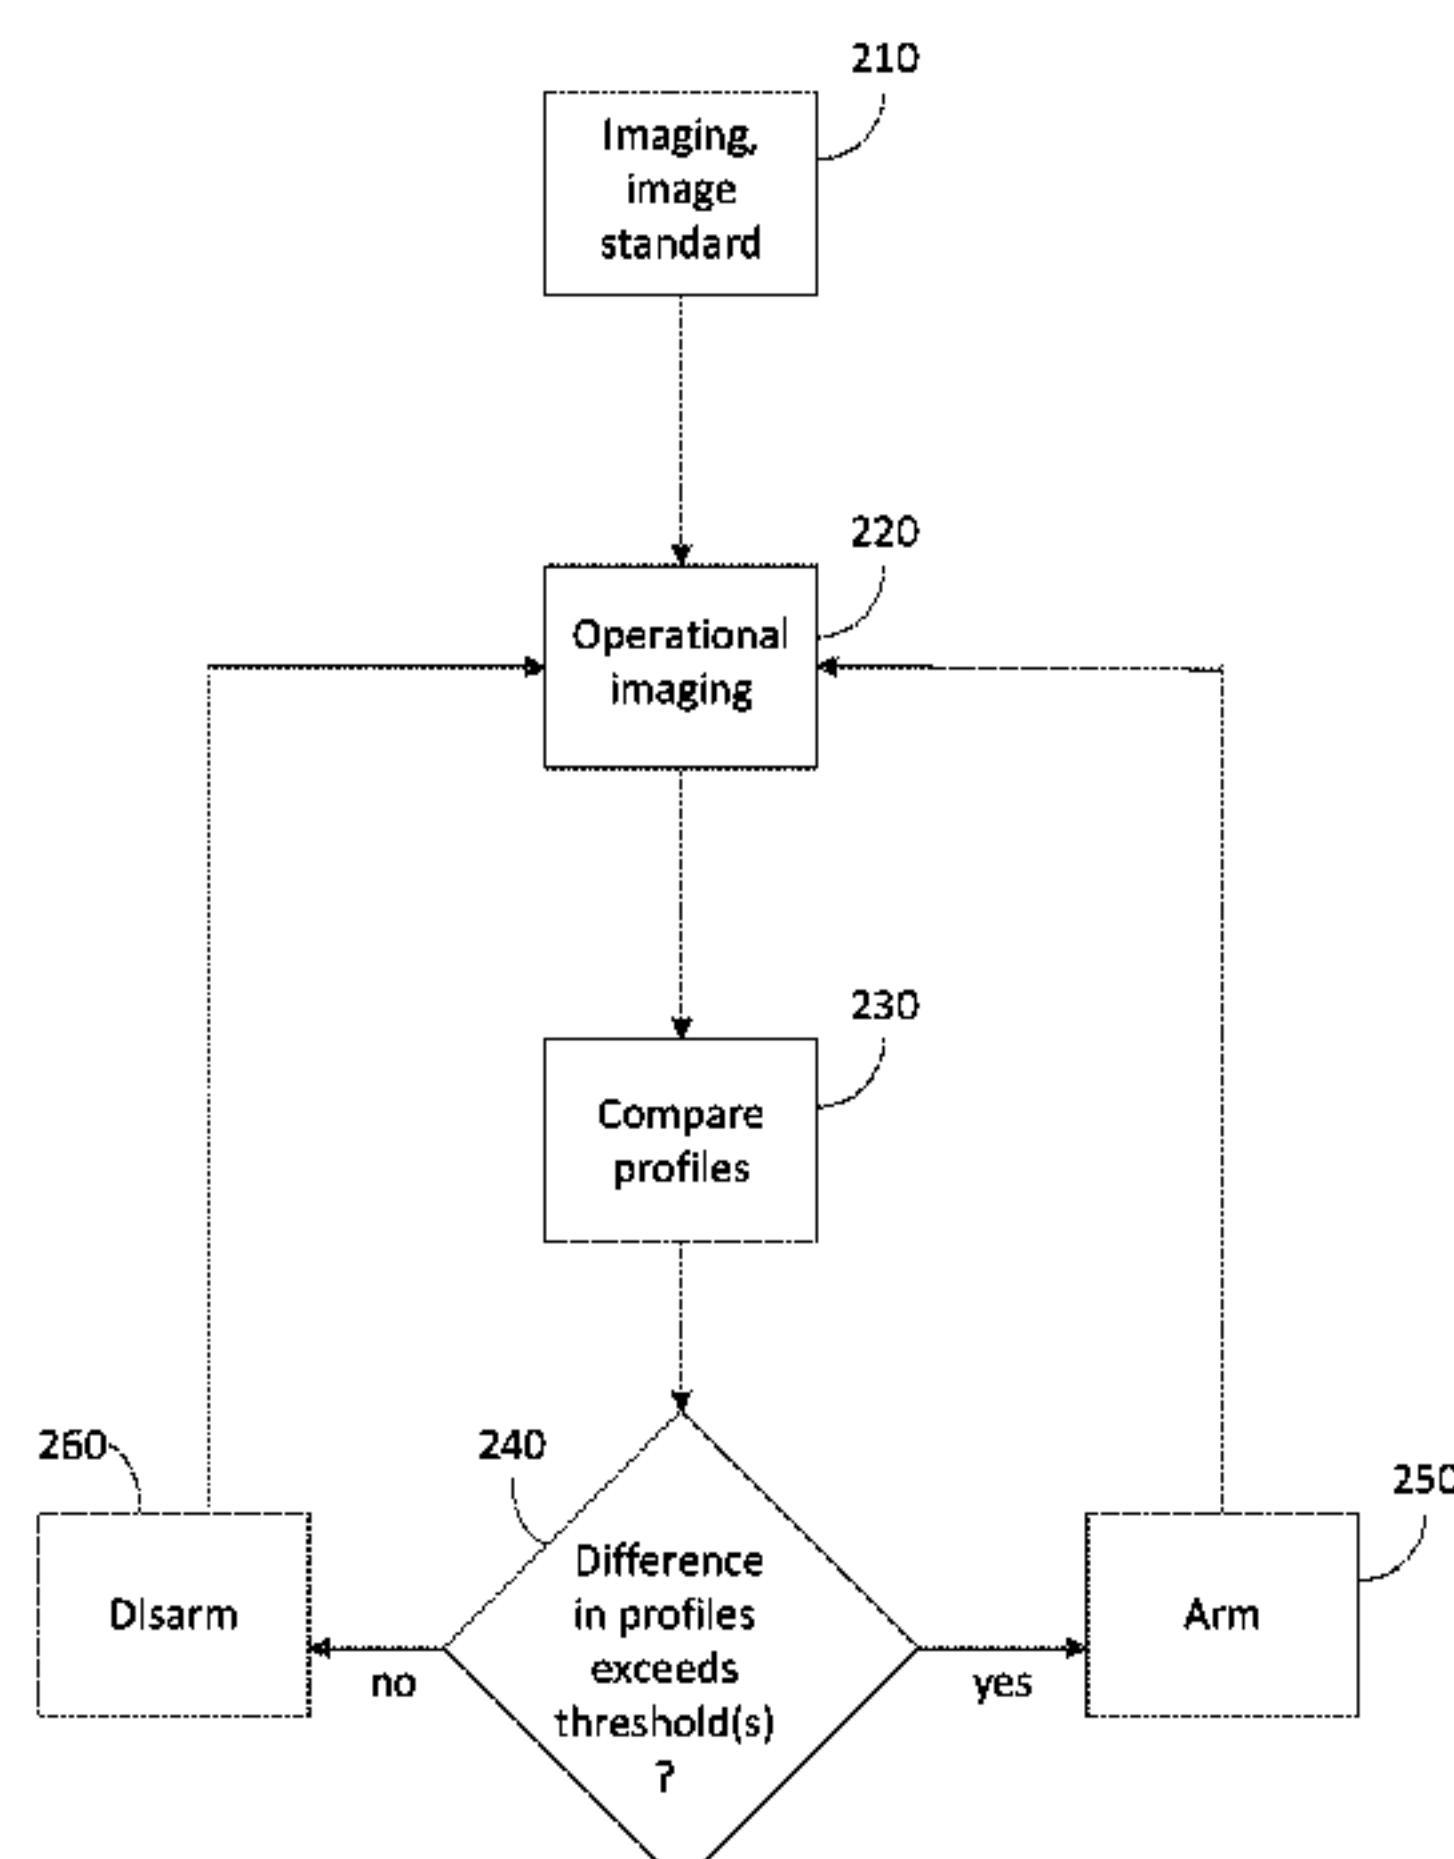 210
Imaging,
image
standard
220
Operational
imaging
230
Compare
profiles
260
240
250
Difference
in profiles
exceeds
threshold(s)
?
DIsarm
Arm
no
yes